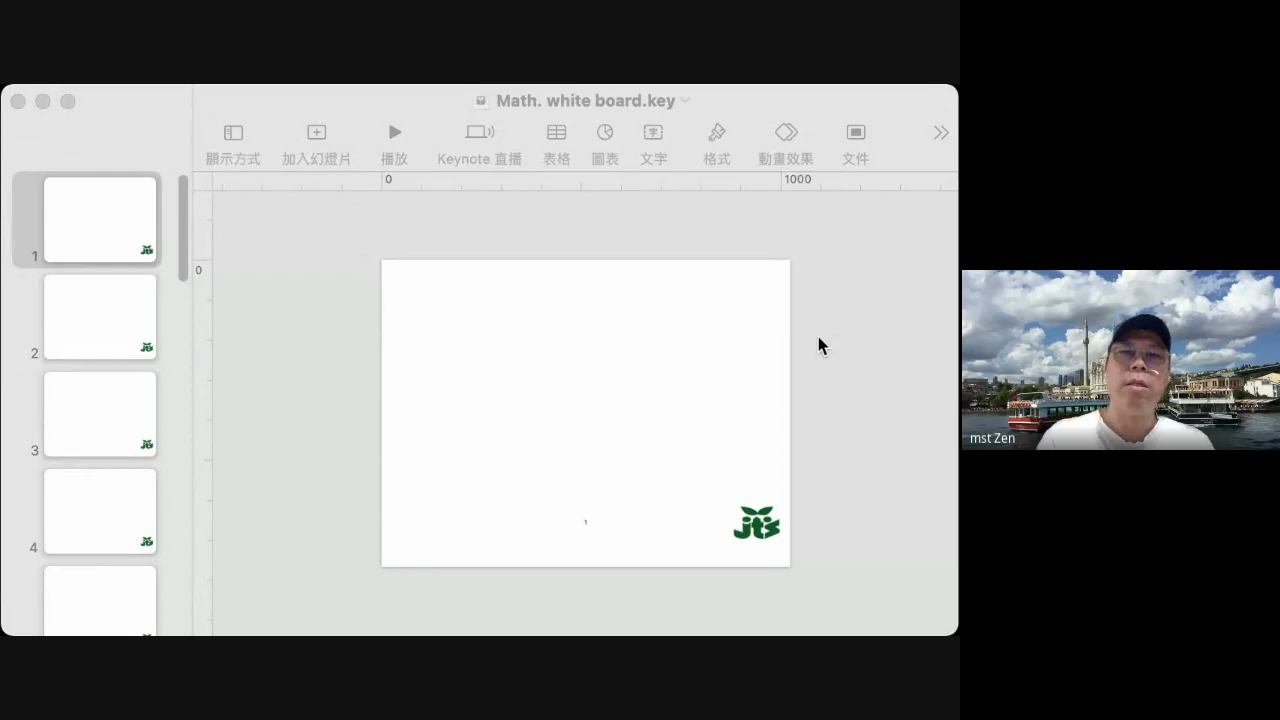 Math. white board.key
顯示方式 加入幻燈片 播放 Keynote 直播 表格 圖表 文字 格式 動畫效果 文件
0 1000
0
1
2
3
4
1
jts
mst Zen